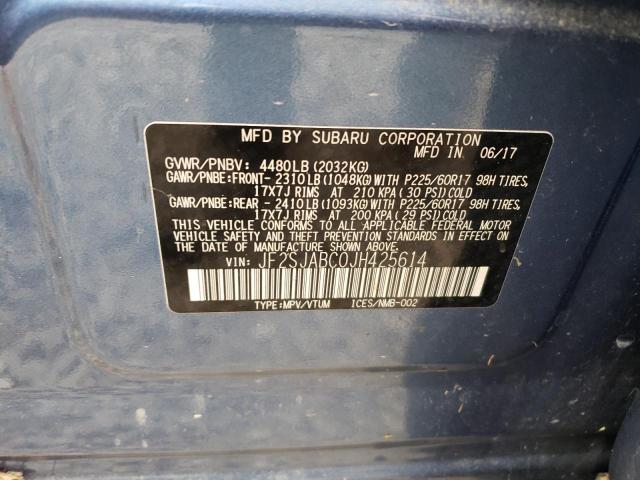 MFD BY SUBARU CORPORATION
MFD IN 06/17
GVWR/PNBV: 4480LB(2032KG)
GAWR/PNBE:FRONT- 2310LB(1048KG)WITH P225/60R17 98H TIRES,
17X7J RIMS AT 210 KPA(30 PSI)COLD
GAWR/PNBE:REAR - 2410LB(1093KG)WITH P225/60R17 98H TIRES,
17X7J RIMS AT 200 KPA(29 PSI)COLD
THIS VEHICLE CONFORMS TO ALL APPLICABLE FEDERAL MOTOR
VEHICLE SAFETY AND THEFT PREVENTION STANDARDS IN EFFECT
ON THE DATE OF MANUFACTURE SHOWN ABOVE.
VIN: JF2SJABC0JH425614
TYPE:MPV/VTUM ICES/NMB-002